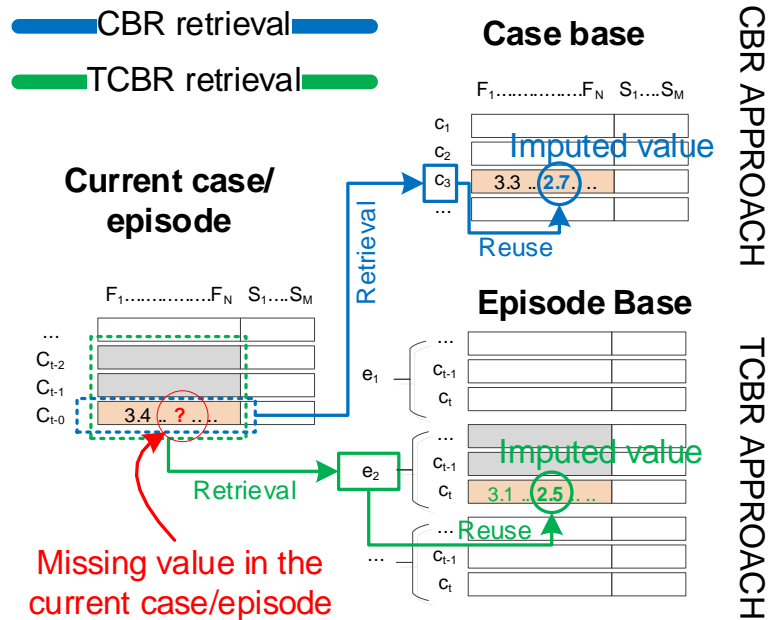 CBR retrieval
TCBR retrieval
Case base
CBR APPROACH
F1..................FN S1....SM
c1
c2
Imputed value
c3 3.3 .. 2.7 .. ..
...
Reuse
Retrieval
Current case/
episode
F1..................FN S1....SM
...
Ct-2
Ct-1
Ct-0 3.4 .. ? .. ..
Episode Base
TCBR APPROACH
...
e1 ct-1
ct
...
Imputed value
e2 ct-1
ct 3.1 .. 2.5 .. ..
Retrieval
Reuse
...
... ct-1
ct
Missing value in the
current case/episode